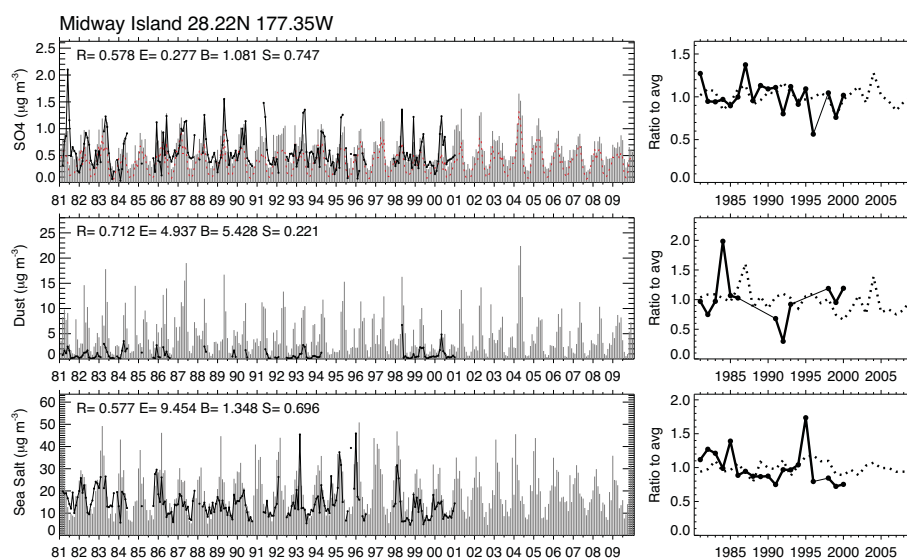 Midway Island 28.22N 177.35W
R= 0.578 E= 0.277 B= 1.081 S= 0.747
SO4 (μg m-3)
2.5
2.0
1.5
1.0
0.5
0.0
81 82 83 84 85 86 87 88 89 90 91 92 93 94 95 96 97 98 99 00 01 02 03 04 05 06 07 08 09
Ratio to avg
1.5
1.0
0.5
0.0
1985 1990 1995 2000 2005
R= 0.712 E= 4.937 B= 5.428 S= 0.221
Dust (μg m-3)
25
20
15
10
5
0
81 82 83 84 85 86 87 88 89 90 91 92 93 94 95 96 97 98 99 00 01 02 03 04 05 06 07 08 09
Ratio to avg
2.0
1.5
1.0
0.5
0.0
1985 1990 1995 2000 2005
R= 0.577 E= 9.454 B= 1.348 S= 0.696
Sea Salt (μg m-3)
60
50
40
30
20
10
0
81 82 83 84 85 86 87 88 89 90 91 92 93 94 95 96 97 98 99 00 01 02 03 04 05 06 07 08 09
Ratio to avg
2.0
1.5
1.0
0.5
0.0
1985 1990 1995 2000 2005